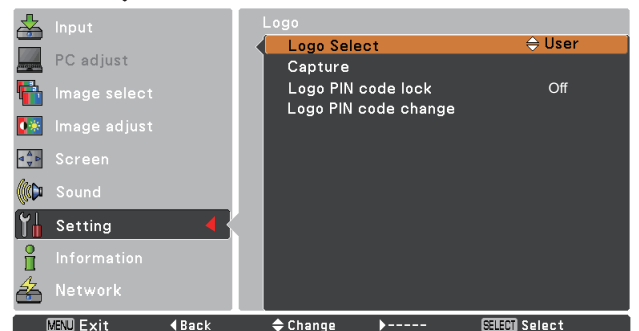 Input
PC adjust
Image select
Image adjust
Screen
Sound
Setting
Information
Network
Logo
Logo Select User
Capture
Logo PIN code lock Off
Logo PIN code change
MENU Exit Back Change ----- SELECT Select